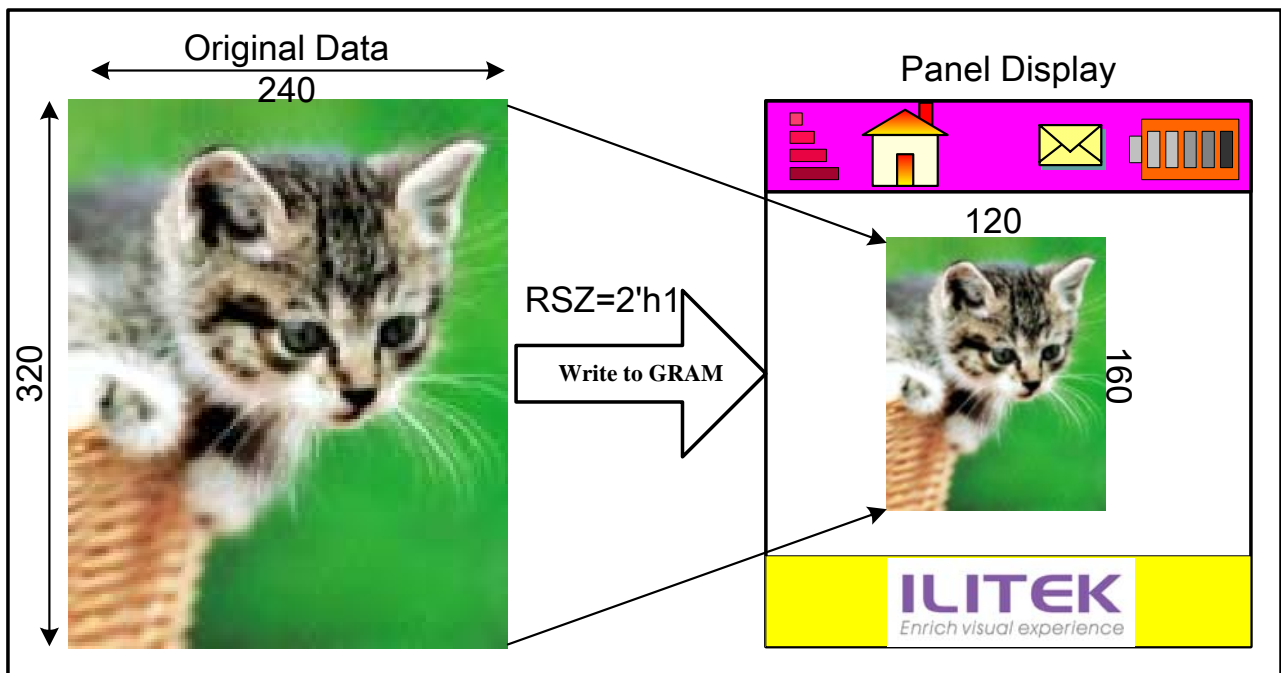 Original Data
240
320
RSZ=2'h1
Write to GRAM
Panel Display
120
160
ILITEK
Enrich visual experience